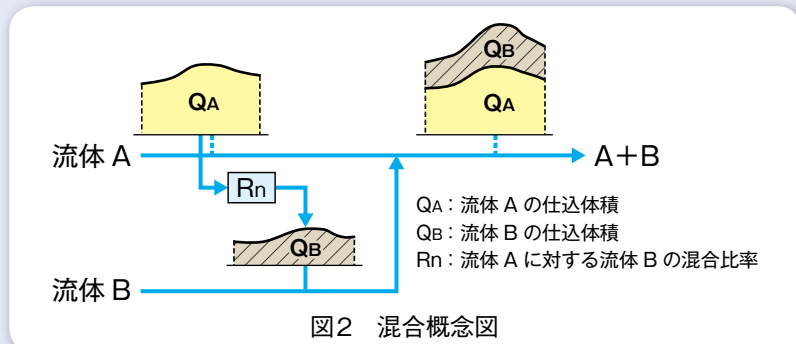 QB
QA
QA
流体 A
A+B
Rn
QA：流体 A の仕込体積
QB：流体 B の仕込体積
Rn：流体 A に対する流体 B の混合比率
QB
流体 B
図2　混合概念図